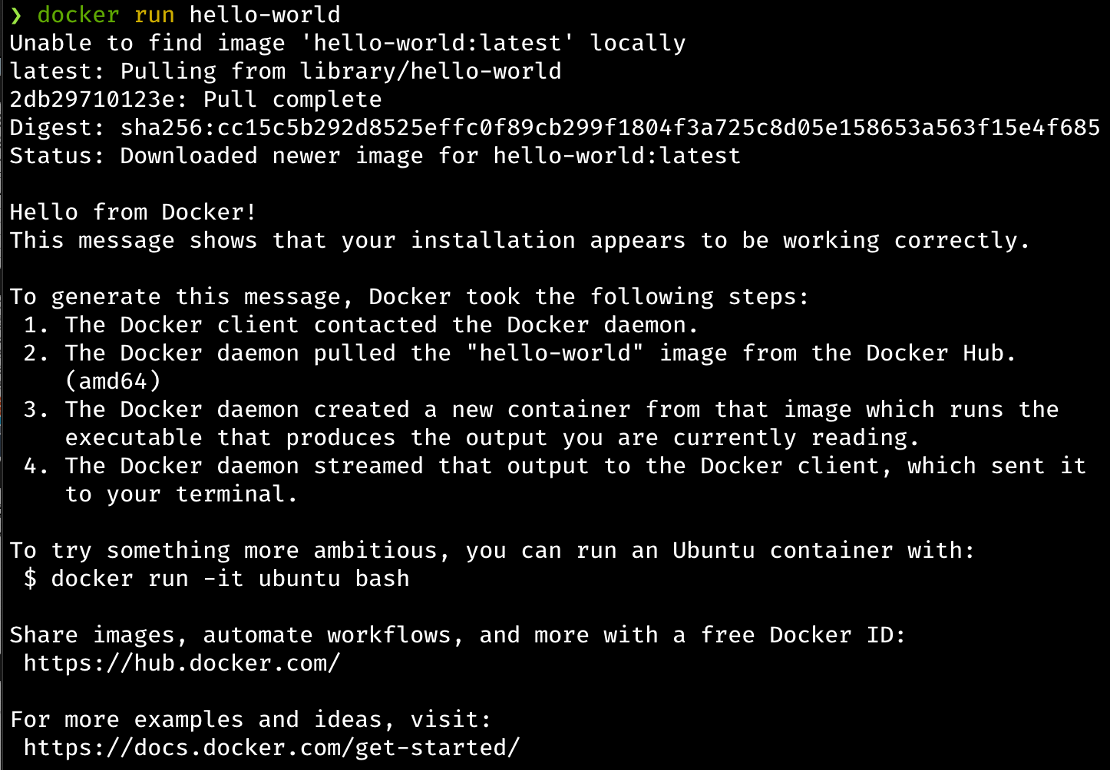 ❯ docker run hello-world
Unable to find image 'hello-world:latest' locally
latest: Pulling from library/hello-world
2db29710123e: Pull complete
Digest: sha256:cc15c5b292d8525effc0f89cb299f1804f3a725c8d05e158653a563f15e4f685
Status: Downloaded newer image for hello-world:latest

Hello from Docker!
This message shows that your installation appears to be working correctly.

To generate this message, Docker took the following steps:
 1. The Docker client contacted the Docker daemon.
 2. The Docker daemon pulled the "hello-world" image from the Docker Hub.
    (amd64)
 3. The Docker daemon created a new container from that image which runs the
    executable that produces the output you are currently reading.
 4. The Docker daemon streamed that output to the Docker client, which sent it
    to your terminal.

To try something more ambitious, you can run an Ubuntu container with:
 $ docker run -it ubuntu bash

Share images, automate workflows, and more with a free Docker ID:
 https://hub.docker.com/

For more examples and ideas, visit:
 https://docs.docker.com/get-started/